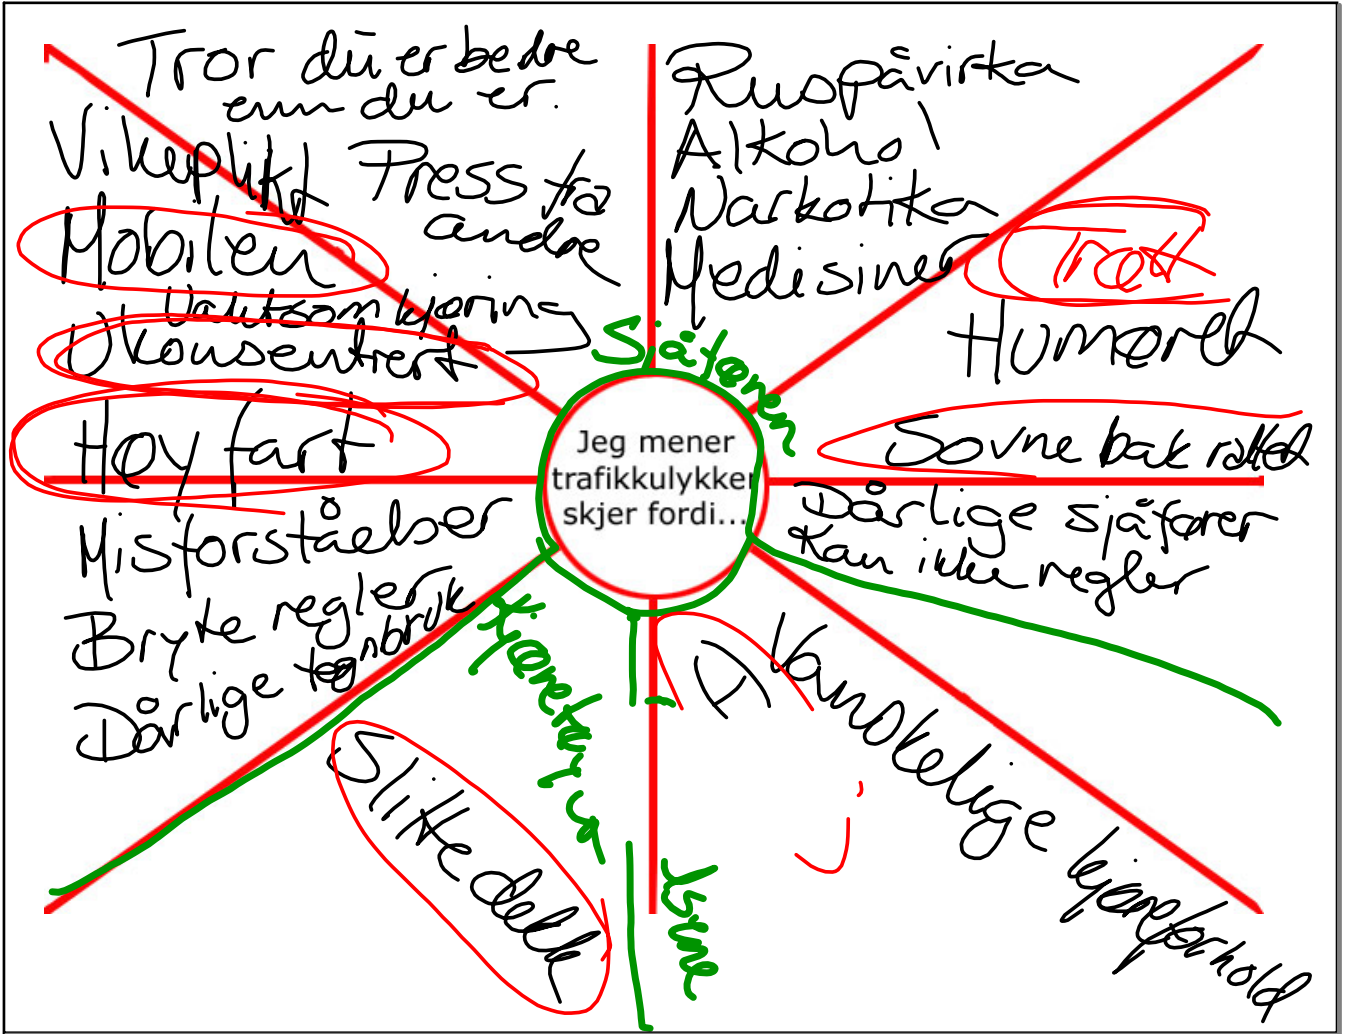 Tror du er bedre
enn du er.
Vikeplikt
Press fra
andre
Mobilen
Uaktsom kjøring
Ukonsentrert
Høy fart
Ruspåvirka
Alkohol
Narkotika
Medisiner
Trøtt
Humøret
Sovne bak rattet
Sjåføren
Jeg mener
trafikkulykker
skjer fordi...
Misforståelser
Bryte regler
Dårlige tegnbruk
Dårlige sjåfører
Kan ikke regler
Kjøretøy
Slitte dekk
Vanskelige kjøreforhold